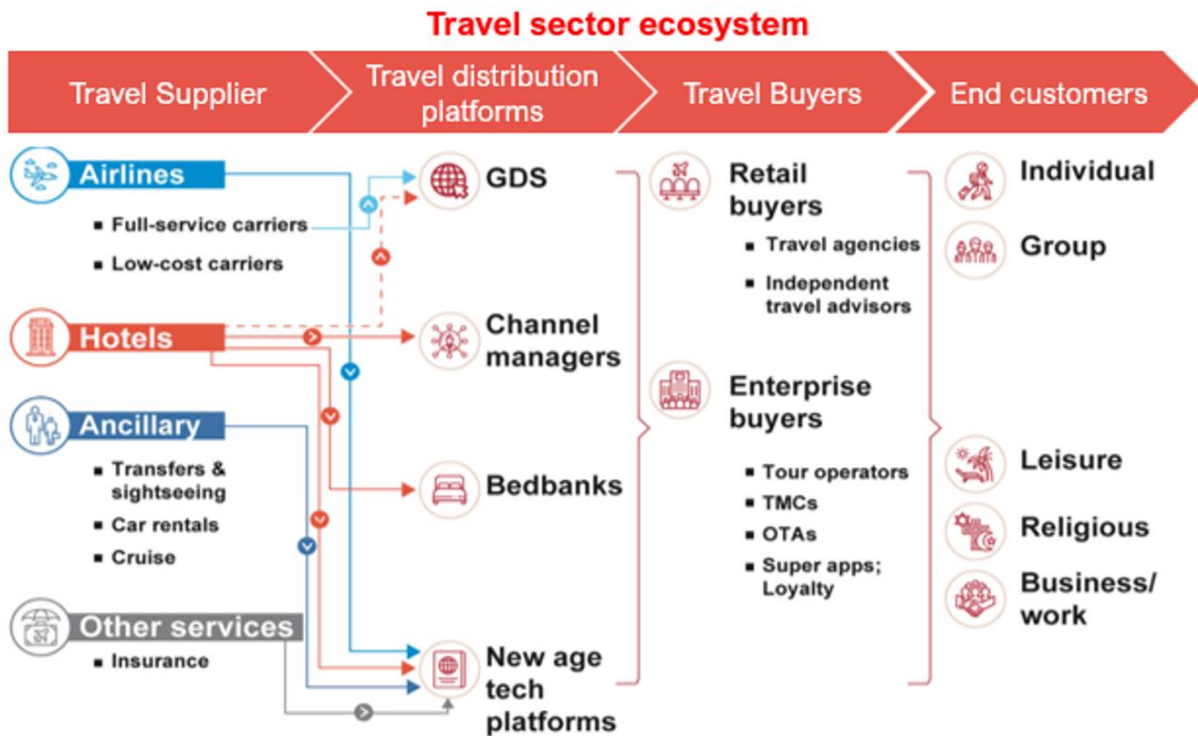 Travel sector ecosystem
Travel Supplier
Travel distribution
platforms
Travel Buyers
End customers
Airlines
Full-service carriers
Low-cost carriers
Hotels
Ancillary
Transfers &
sightseeing
Car rentals
Cruise
Other services
Insurance
GDS
Channel
managers
Bedbanks
New age
tech
platforms
Retail
buyers
Travel agencies
Independent
travel advisors
Enterprise
buyers
Tour operators
TMCs
OTAs
Super apps;
Loyalty
Individual
Group
Leisure
Religious
Business/
work